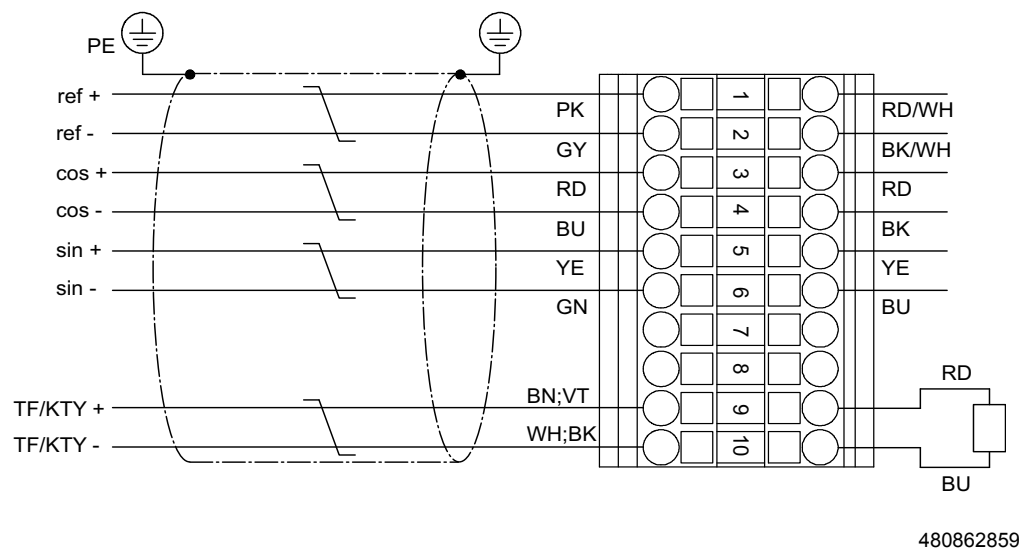 PE
ref +
PK
1
RD/WH
ref -
GY
2
BK/WH
cos +
RD
3
RD
cos -
BU
4
BK
sin +
YE
5
YE
sin -
GN
6
BU
7
8
RD
TF/KTY +
BN;VT
9
TF/KTY -
WH;BK
10
BU
480862859